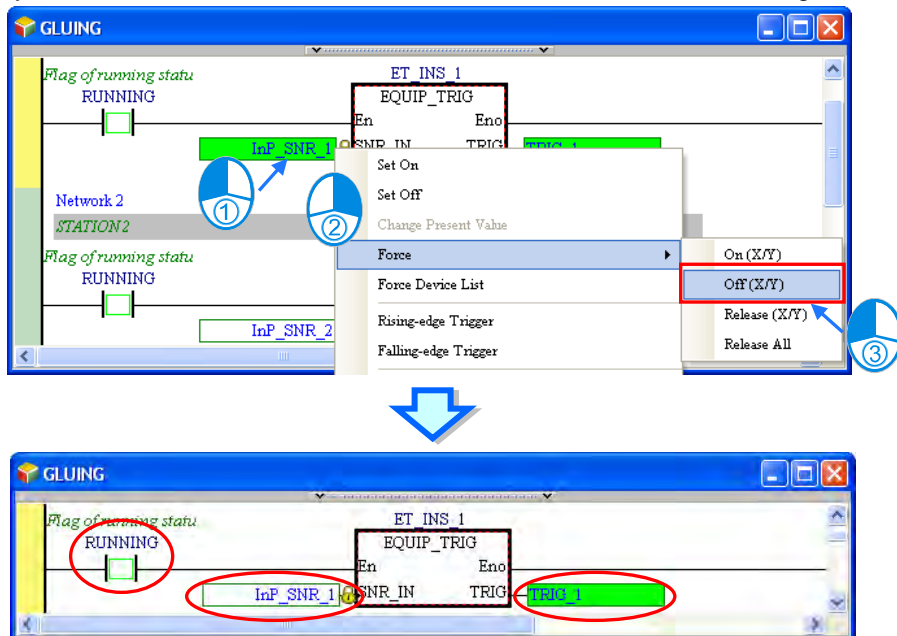 GLUING
Flag of running statu
RUNNING
ET_INS_1
EQUIP_TRIG
En Eno
InP_SNR_1 SNR_IN TRIG TRIG_1
Set On
Set Off
Change Present Value
Force
Force Device List
Rising-edge Trigger
Falling-edge Trigger
On (X/Y)
Off (X/Y)
Release (X/Y)
Release All
① ② ③
Network 2
STATION2
Flag of running statu
RUNNING
InP_SNR_2
GLUING
Flag of running statu
RUNNING
ET_INS_1
EQUIP_TRIG
En Eno
InP_SNR_1 SNR_IN TRIG TRIG_1